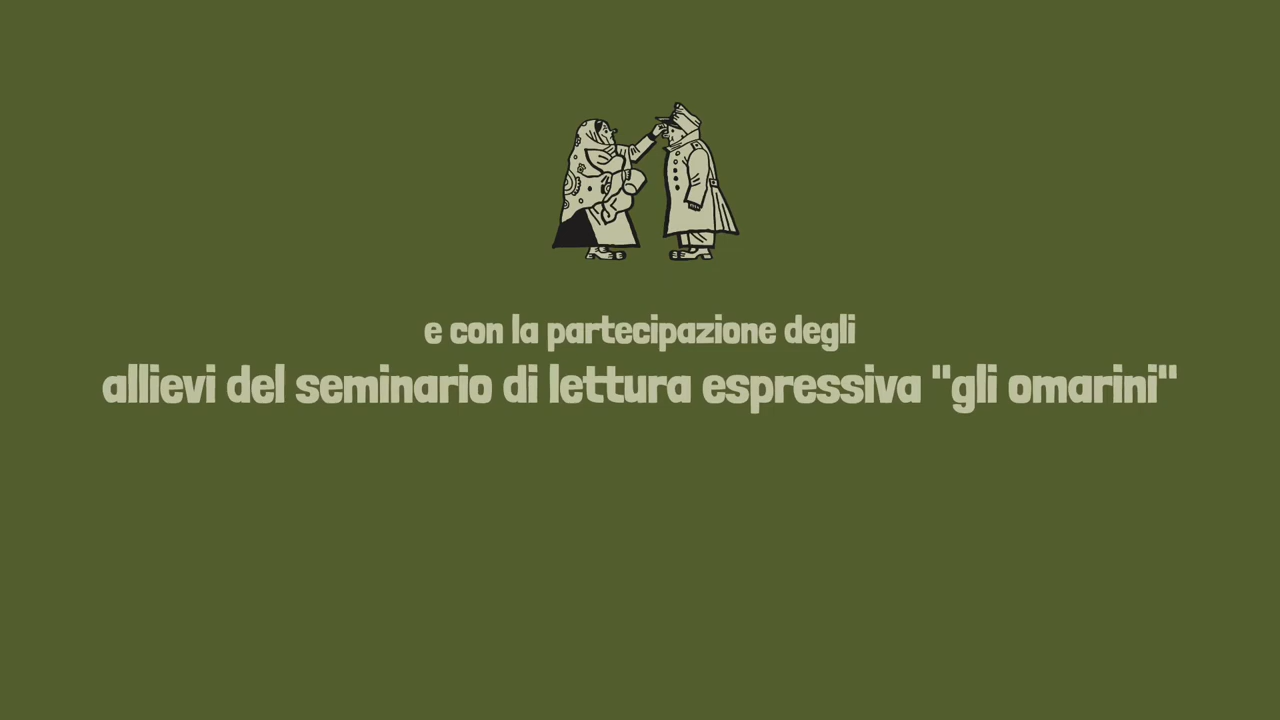 e con la partecipazione degli
allievi del seminario di lettura espressiva "gli omarini"